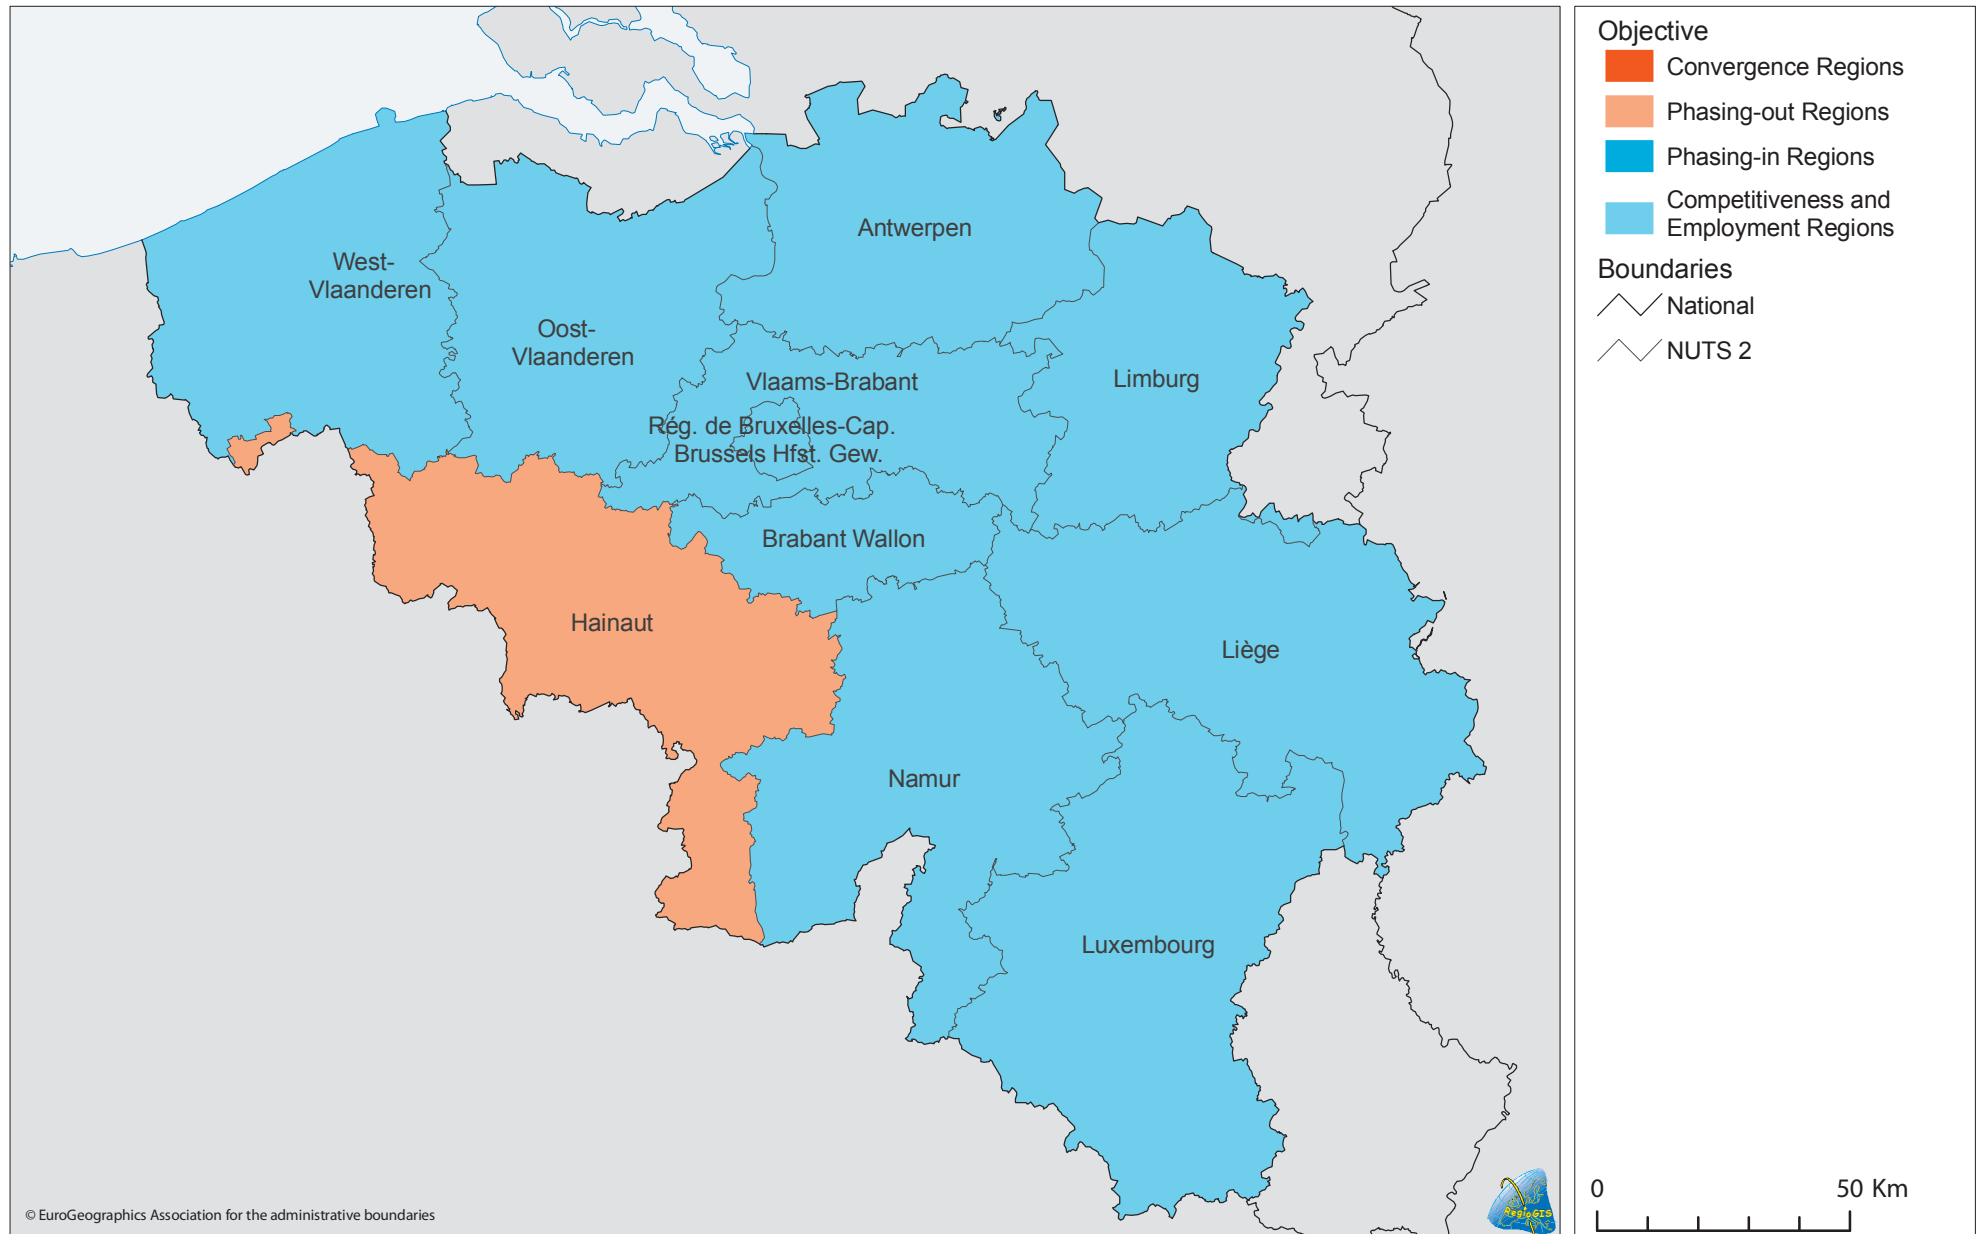 West-
Vlaanderen
Oost-
Vlaanderen
Antwerpen
Vlaams-Brabant
Limburg
Rég. de Bruxelles-Cap.
Brussels Hfst. Gew.
Brabant Wallon
Hainaut
Liège
Namur
Luxembourg
© EuroGeographics Association for the administrative boundaries
RegioGIS
Objective
Convergence Regions
Phasing-out Regions
Phasing-in Regions
Competitiveness and
Employment Regions
Boundaries
National
NUTS 2
0 50 Km